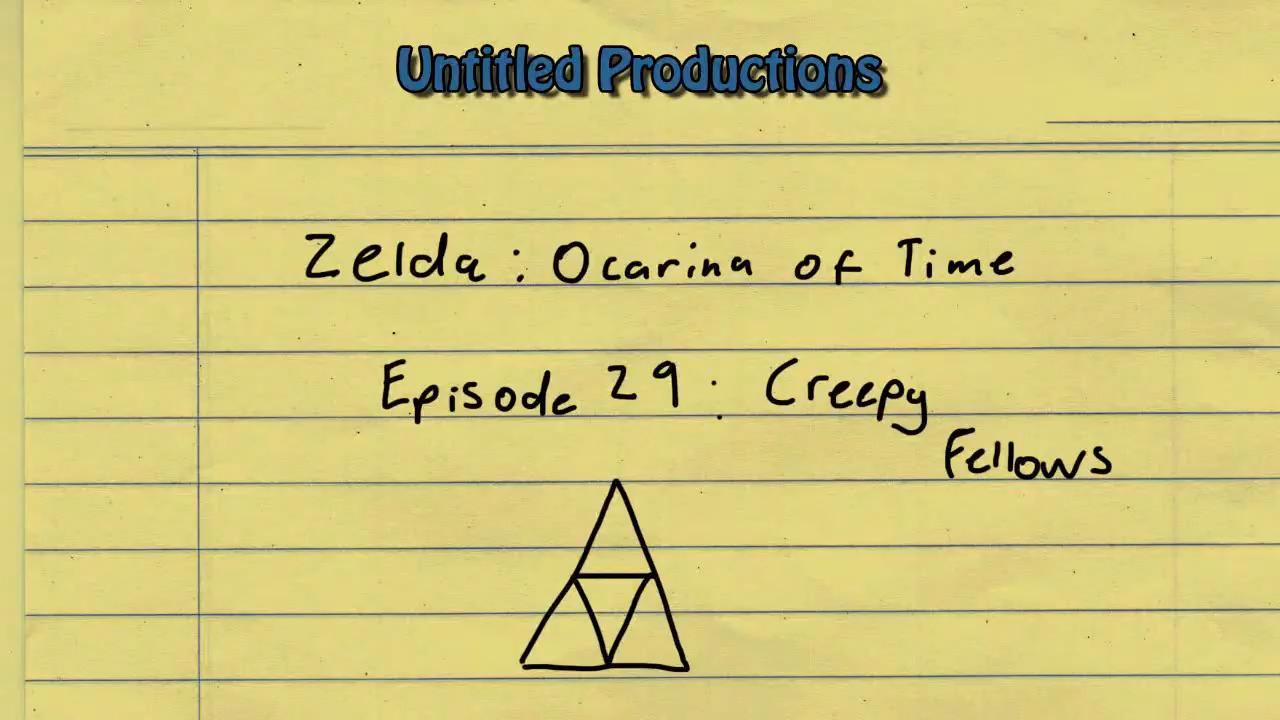 Untitled Productions
Zelda: Ocarina of Time
Episode 29: Creepy
Fellows